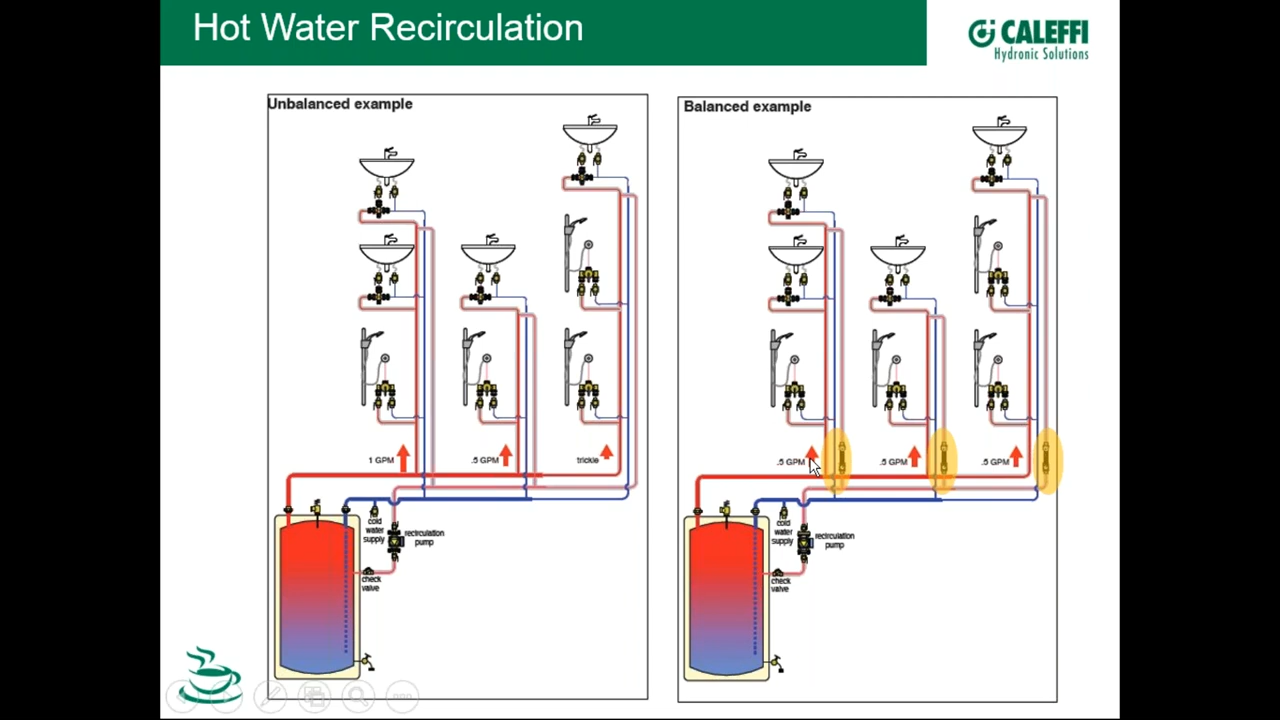 Hot Water Recirculation
CALEFFI
Hydronic Solutions
Unbalanced example
1 GPM
.5 GPM
trickle
cold
water
supply
recirculation
pump
check
valve
Balanced example
.5 GPM
.5 GPM
.5 GPM
cold
water
supply
recirculation
pump
check
valve